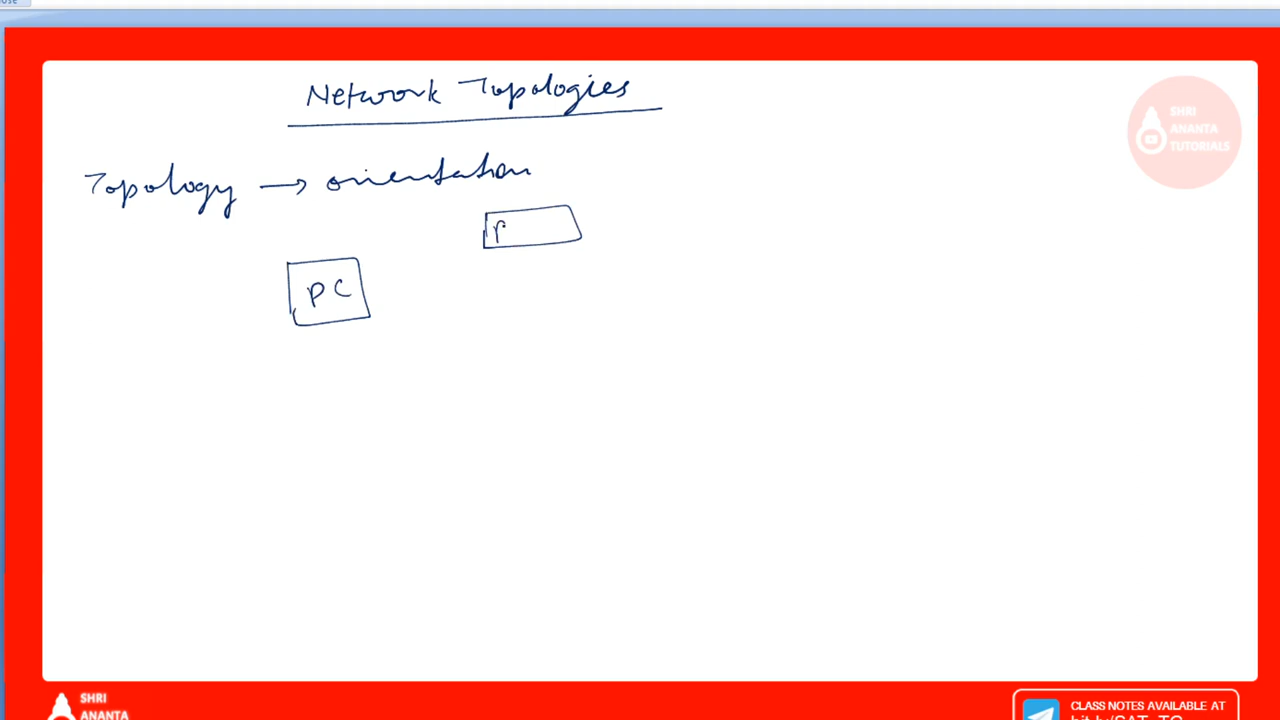 Network Topologies
Topology → orientation
PC
SHRI
ANANTA
TUTORIALS
SHRI
ANANTA
CLASS NOTES AVAILABLE AT